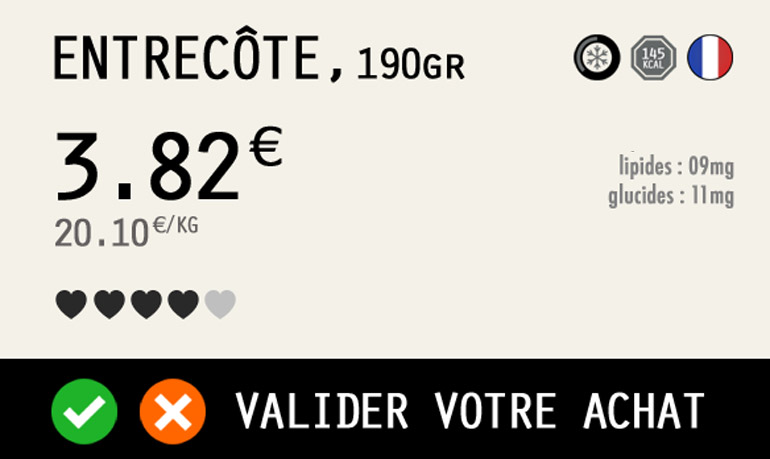 ENTRECÔTE, 190GR
145
KCAL
3.82€
lipides : 09mg
glucides : 11mg
20.10€/KG
VALIDER VOTRE ACHAT